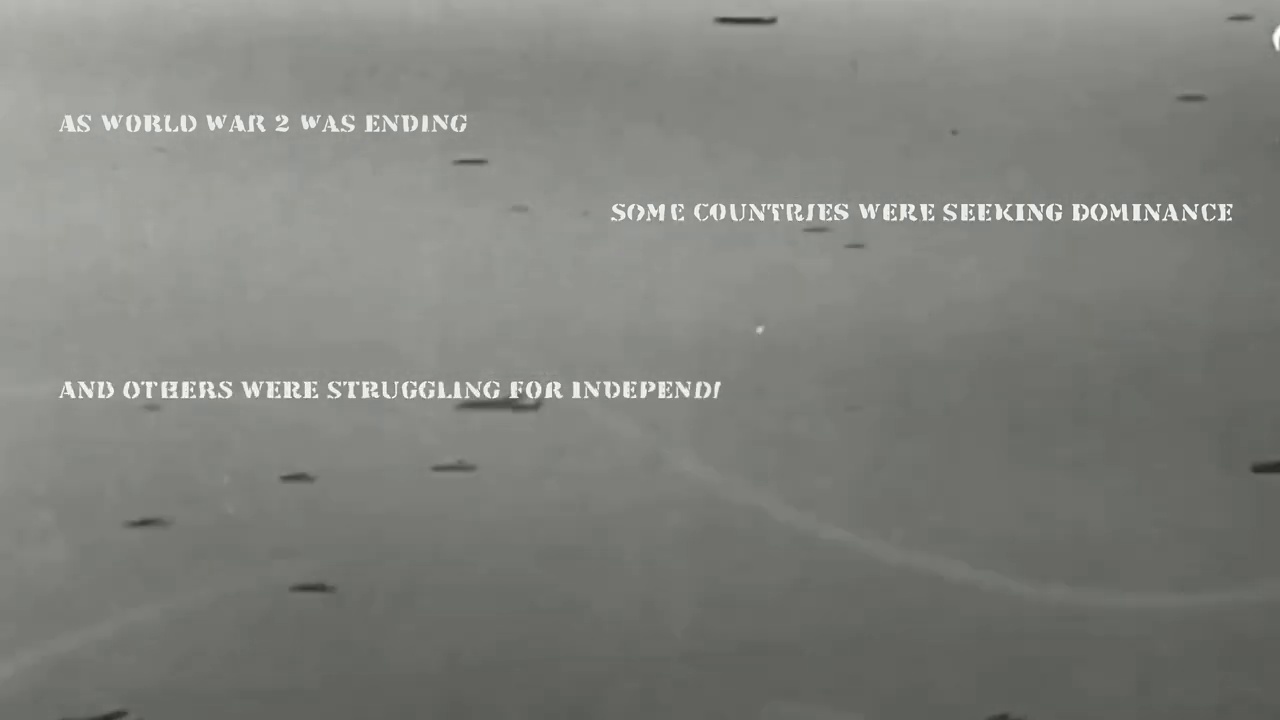 AS WORLD WAR 2 WAS ENDING
SOME COUNTRIES WERE SEEKING DOMINANCE
AND OTHERS WERE STRUGGLING FOR INDEPEND